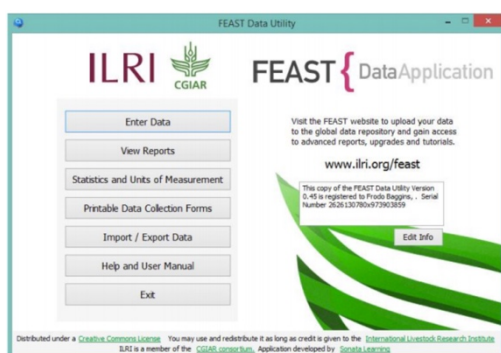 FEAST Data Utility
ILRI
CGIAR
FEAST { DataApplication
Enter Data
View Reports
Statistics and Units of Measurement
Printable Data Collection Forms
Import / Export Data
Help and User Manual
Exit
Visit the FEAST website to upload your data
to the global data repository and gain access
to advanced reports, upgrades and tutorials.
www.ilri.org/feast
This copy of the FEAST Data Utility Version
0.45 is registered to Frodo Baggins, . Serial
Number 2626130780x973903859
Edit Info
Distributed under a Creative Commons License You may use and redistribute it as long as credit is given to the International Livestock Research Institute
ILRI is a member of the CGIAR consortium. Application developed by Sonata Learning